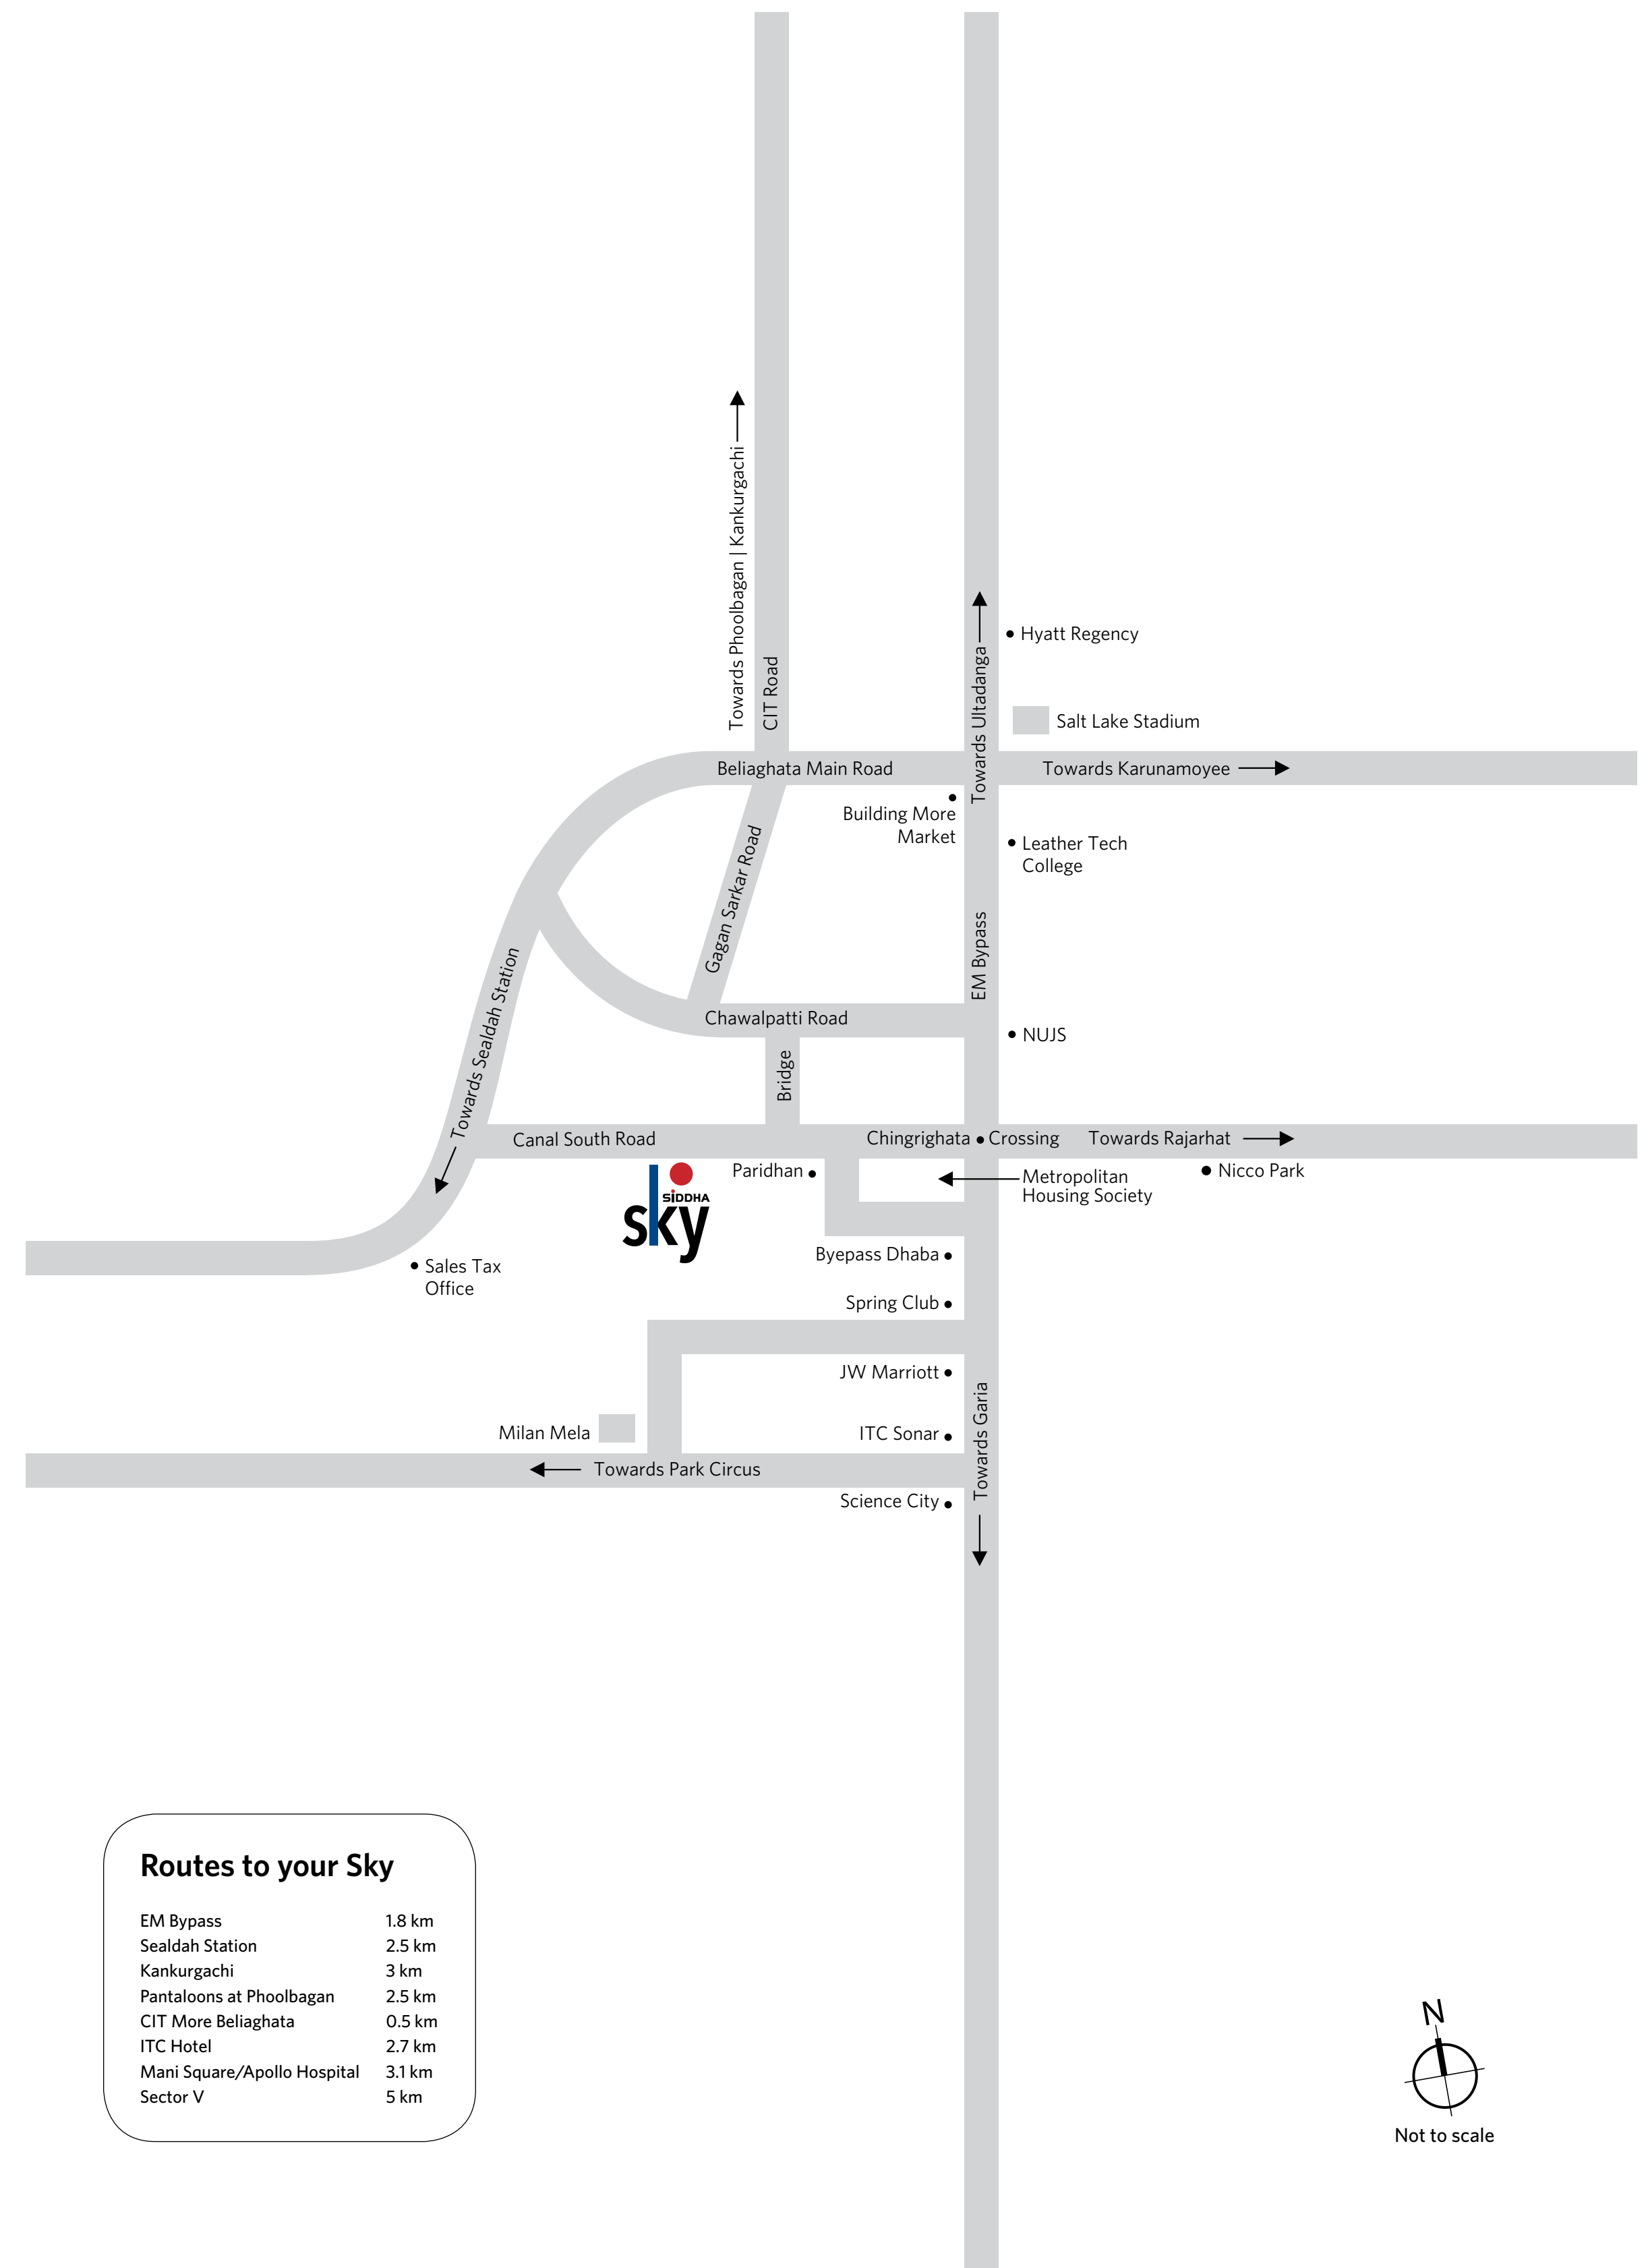 Towards Phoolbagan | Kankurgachi
CIT Road
Towards Ultadanga
Hyatt Regency
Salt Lake Stadium
Beliaghata Main Road
Towards Karunamoyee
Building More
Market
Leather Tech
College
Gagan Sarkar Road
EM Bypass
Towards Sealdah Station
Chawalpatti Road
NUJS
Bridge
Canal South Road
Chingrighata
Crossing
Towards Rajarhat
Paridhan
Metropolitan
Housing Society
Nicco Park
SIDDHA
sky
Byepass Dhaba
Sales Tax
Office
Spring Club
JW Marriott
Milan Mela
ITC Sonar
Towards Garia
Towards Park Circus
Science City
Routes to your Sky
EM Bypass 1.8 km
Sealdah Station 2.5 km
Kankurgachi 3 km
Pantaloons at Phoolbagan 2.5 km
CIT More Beliaghata 0.5 km
ITC Hotel 2.7 km
Mani Square/Apollo Hospital 3.1 km
Sector V 5 km
N
Not to scale